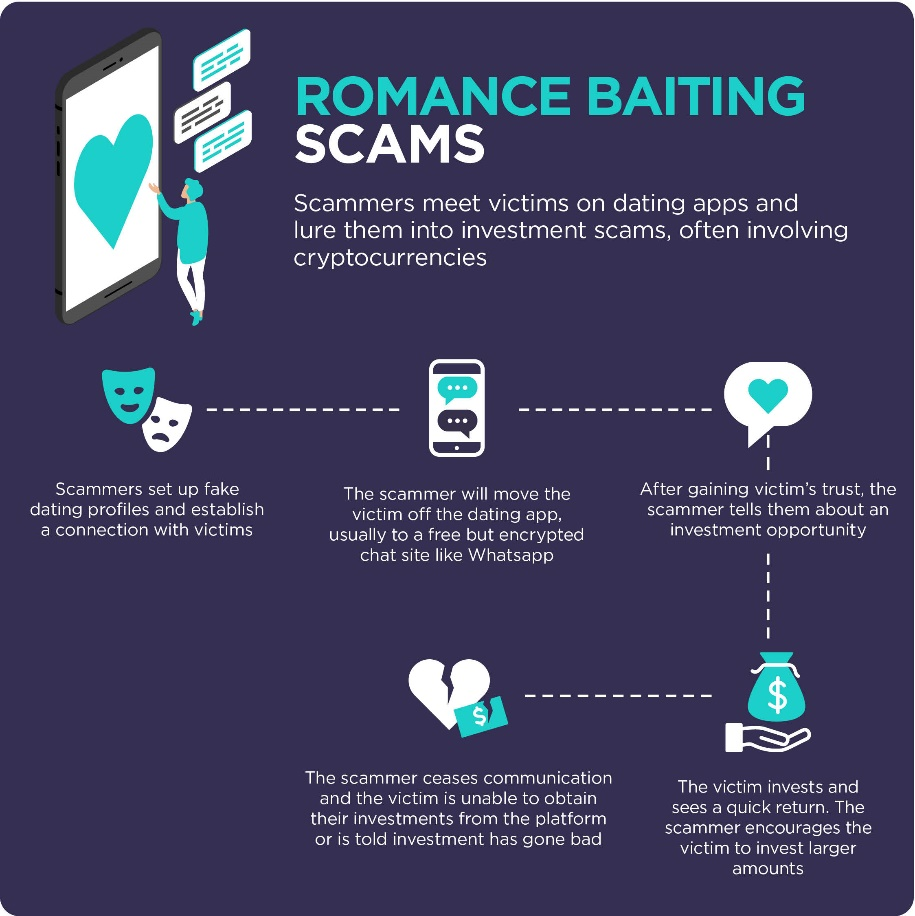 ROMANCE BAITING
SCAMS
Scammers meet victims on dating apps and
lure them into investment scams, often involving
cryptocurrencies
Scammers set up fake
dating profiles and establish
a connection with victims
The scammer will move the
victim off the dating app,
usually to a free but encrypted
chat site like Whatsapp
After gaining victim's trust, the
scammer tells them about an
investment opportunity
$
The victim invests and
sees a quick return. The
scammer encourages the
victim to invest larger
amounts
$
The scammer ceases communication
and the victim is unable to obtain
their investments from the platform
or is told investment has gone bad